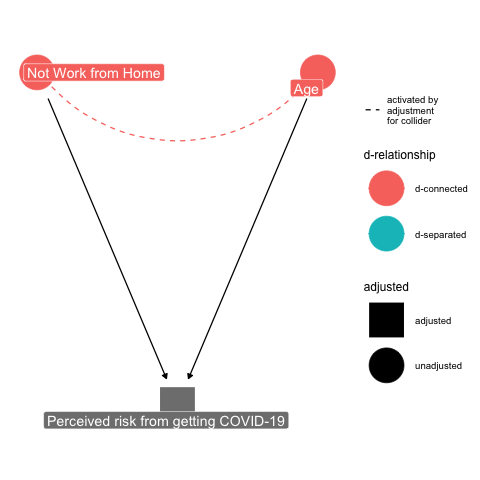 Not Work from Home
Age
activated by
adjustment
for collider
d-relationship
d-connected
d-separated
adjusted
adjusted
unadjusted
Perceived risk from getting COVID-19